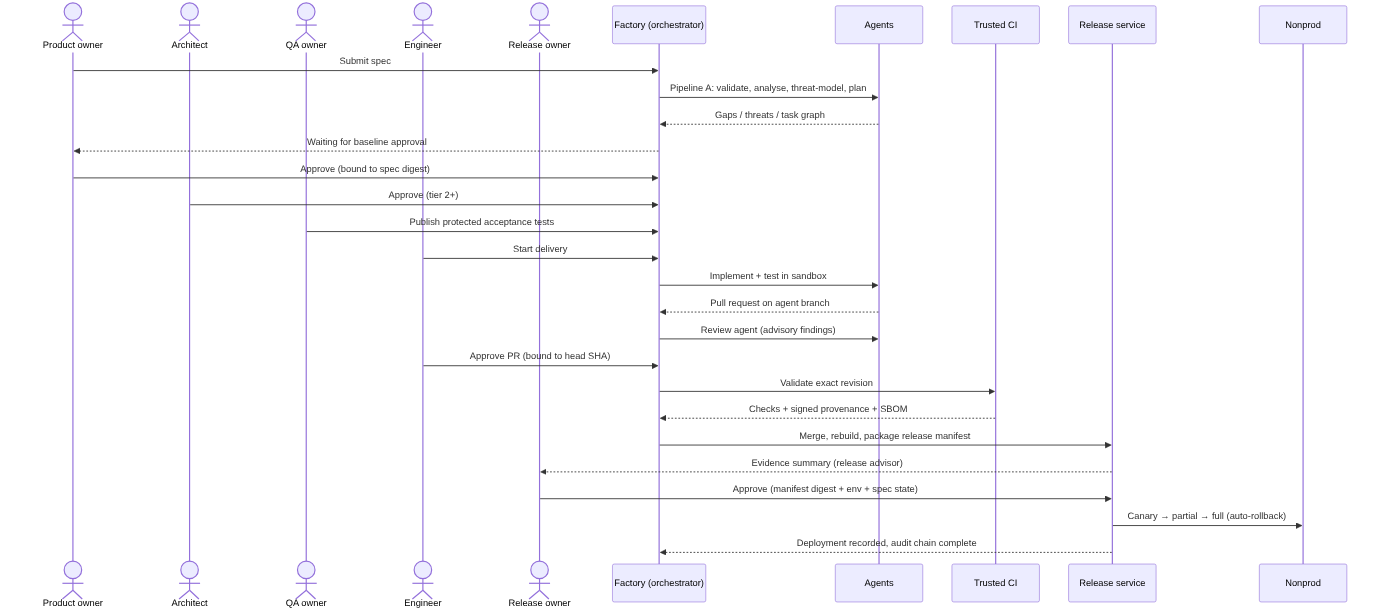 Product owner
Architect
QA owner
Engineer
Release owner
Factory (orchestrator)
Agents
Trusted CI
Release service
Nonprod
Submit spec
Pipeline A: validate, analyse, threat-model, plan
Gaps / threats / task graph
Waiting for baseline approval
Approve (bound to spec digest)
Approve (tier 2+)
Publish protected acceptance tests
Start delivery
Implement + test in sandbox
Pull request on agent branch
Review agent (advisory findings)
Approve PR (bound to head SHA)
Validate exact revision
Checks + signed provenance + SBOM
Merge, rebuild, package release manifest
Evidence summary (release advisor)
Approve (manifest digest + env + spec state)
Canary → partial → full (auto-rollback)
Deployment recorded, audit chain complete
Product owner
Architect
QA owner
Engineer
Release owner
Factory (orchestrator)
Agents
Trusted CI
Release service
Nonprod